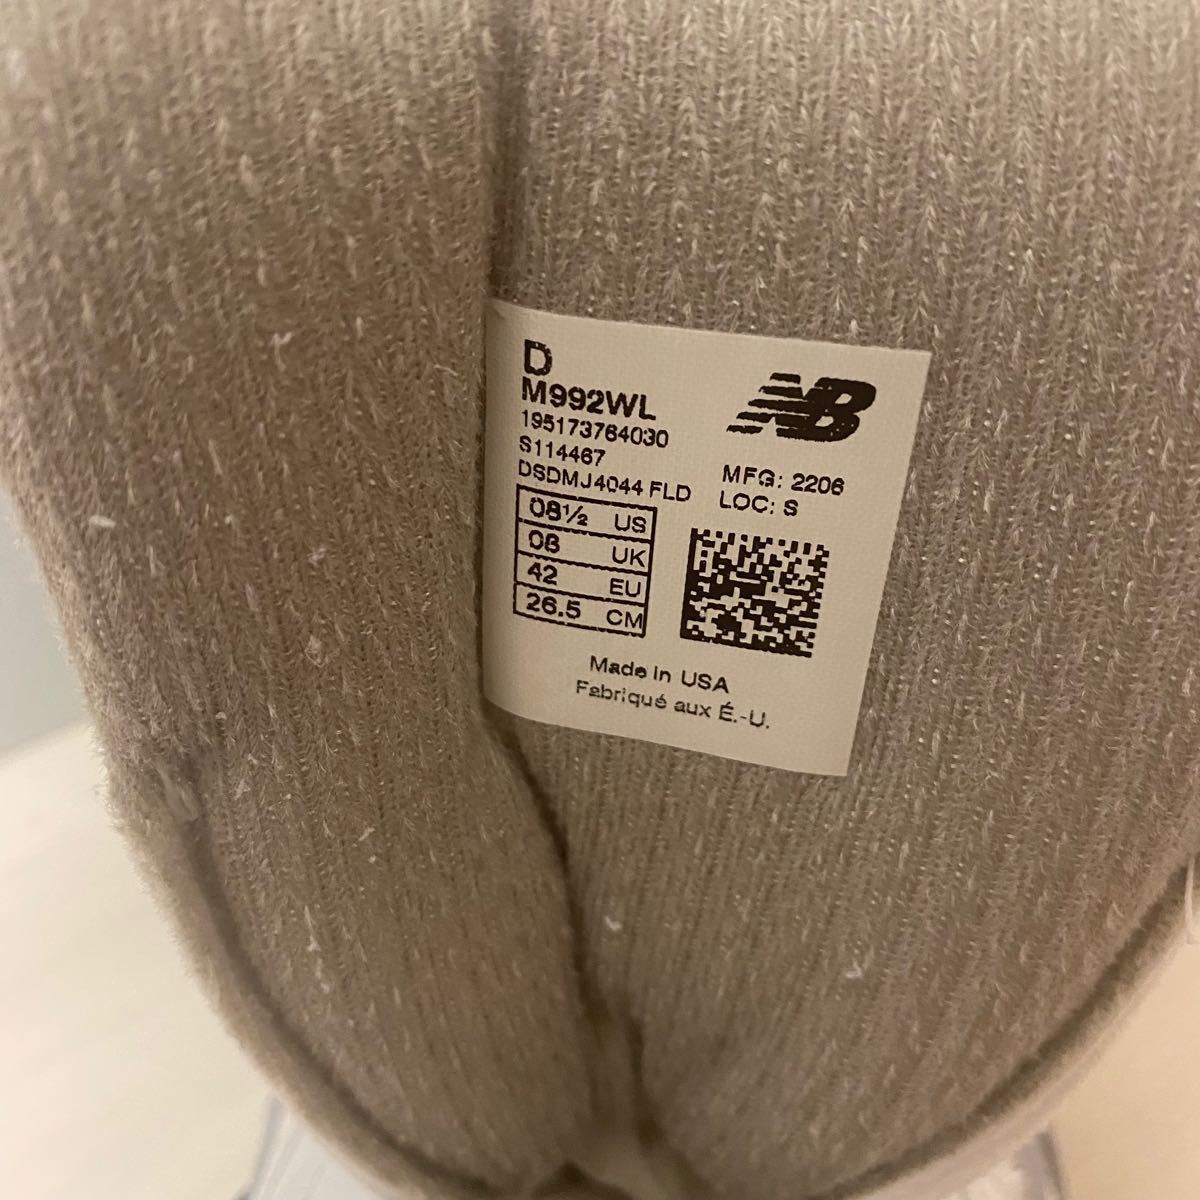 D
M992WL
195173764030
S114467
DSDMJ4044 FLD
NB
MFG: 2206
LOC: S
08½ US
08 UK
42 EU
26.5 CM
Made in USA
Fabriqué aux É.-U.